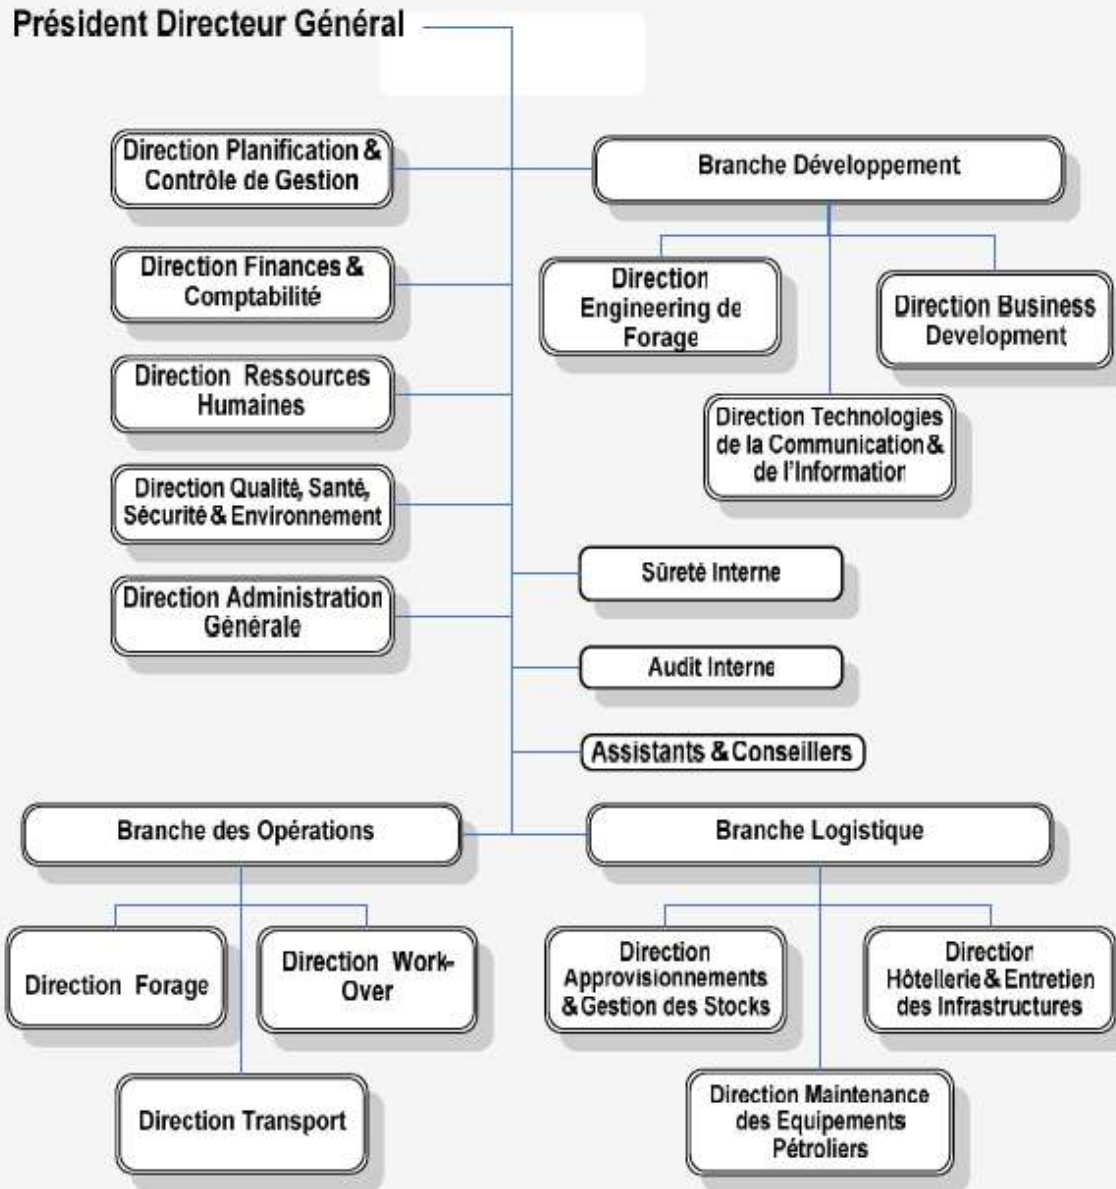 Président Directeur Général
Direction Planification &
Contrôle de Gestion
Branche Développement
Direction Finances &
Comptabilité
Direction
Engineering de
Forage
Direction Business
Development
Direction Ressources
Humaines
Direction Technologies
de la Communication &
de l'Information
Direction Qualité, Santé,
Sécurité & Environnement
Sûreté Interne
Direction Administration
Générale
Audit Interne
Assistants & Conseillers
Branche des Opérations
Branche Logistique
Direction Forage
Direction Work-
Over
Direction
Approvisionnements
& Gestion des Stocks
Direction
Hôtellerie & Entretien
des Infrastructures
Direction Transport
Direction Maintenance
des Equipements
Pétroliers